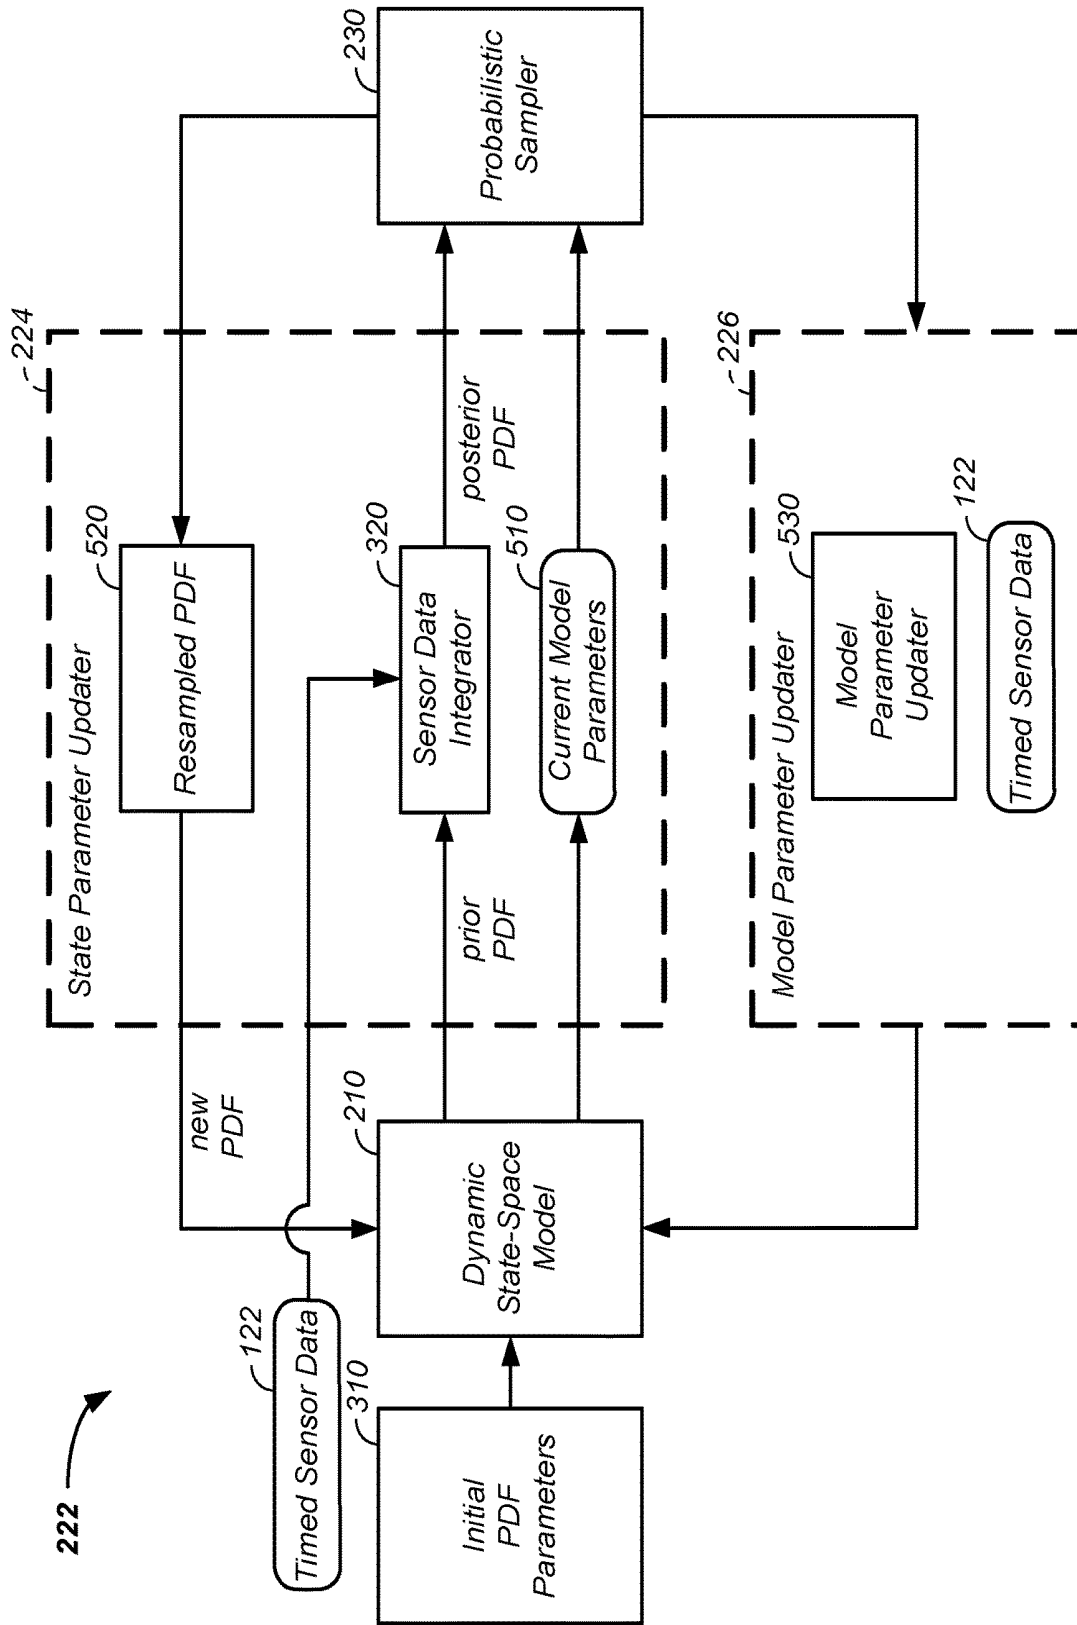 222
224
State Parameter Updater
520
Resampled PDF
new
PDF
122
Timed Sensor Data
310
Initial
PDF
Parameters
210
Dynamic
State-Space
Model
prior
PDF
320
Sensor Data
Integrator
posterior
PDF
510
Current Model
Parameters
230
Probabilistic
Sampler
226
Model Parameter Updater
530
Model
Parameter
Updater
122
Timed Sensor Data